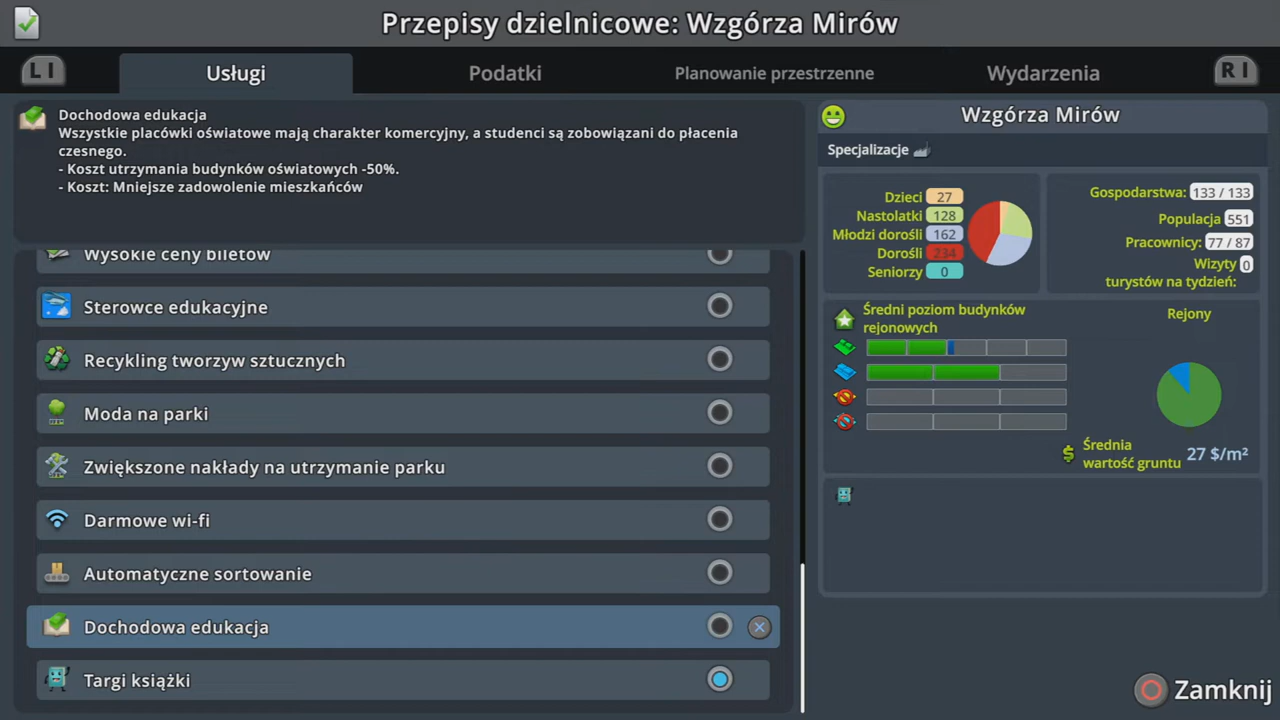 Przepisy dzielnicowe: Wzgórza Mirów
L1
Usługi
Podatki
Planowanie przestrzenne
Wydarzenia
R1
Dochodowa edukacja
Wszystkie placówki oświatowe mają charakter komercyjny, a studenci są zobowiązani do płacenia
czesnego.
- Koszt utrzymania budynków oświatowych -50%.
- Koszt: Mniejsze zadowolenie mieszkańców
Wysokie ceny biletów
Sterowce edukacyjne
Recykling tworzyw sztucznych
Moda na parki
Zwiększone nakłady na utrzymanie parku
Darmowe wi-fi
Automatyczne sortowanie
Dochodowa edukacja
Targi książki
Wzgórza Mirów
Specjalizacje
Dzieci 27
Nastolatki 128
Młodzi dorośli 162
Dorośli 234
Seniorzy 0
Gospodarstwa: 133 / 133
Populacja 551
Pracownicy: 77 / 87
Wizyty 0
turystów na tydzień:
Średni poziom budynków
rejonowych
Rejony
Średnia
wartość gruntu 27 $/m²
Zamknij